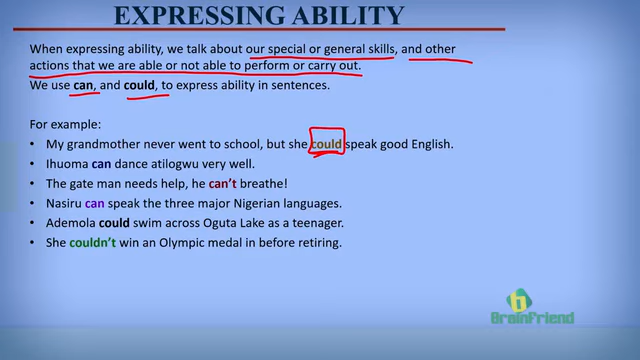 EXPRESSING ABILITY
When expressing ability, we talk about our special or general skills, and other
actions that we are able or not able to perform or carry out.
We use can, and could, to express ability in sentences.
For example:
• My grandmother never went to school, but she could speak good English.
• Ihuoma can dance atilogwu very well.
• The gate man needs help, he can't breathe!
• Nasiru can speak the three major Nigerian languages.
• Ademola could swim across Oguta Lake as a teenager.
• She couldn't win an Olympic medal in before retiring.
b
BrainFriend